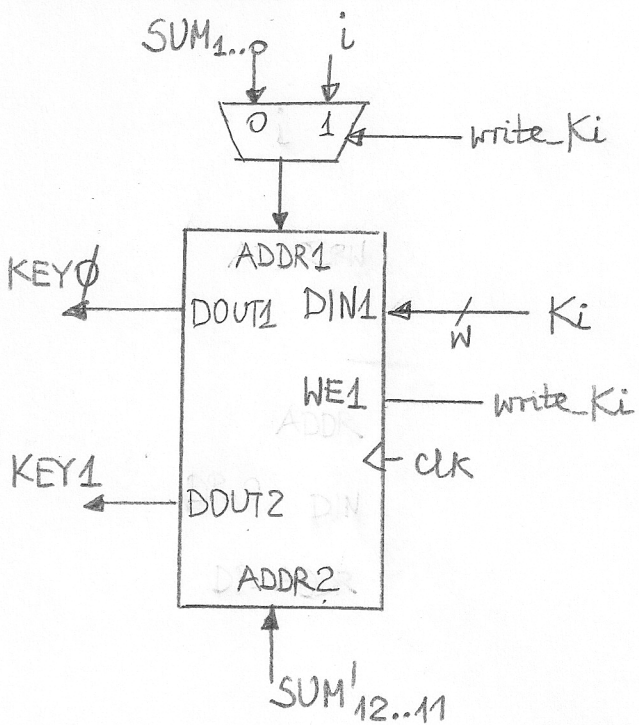 SUM1..0 i
0 1
write_Ki
ADDR1
KEY0
DOUT1 DIN1
Ki
W
WE1
write_Ki
clk
KEY1
DOUT2
ADDR2
SUM'12..11